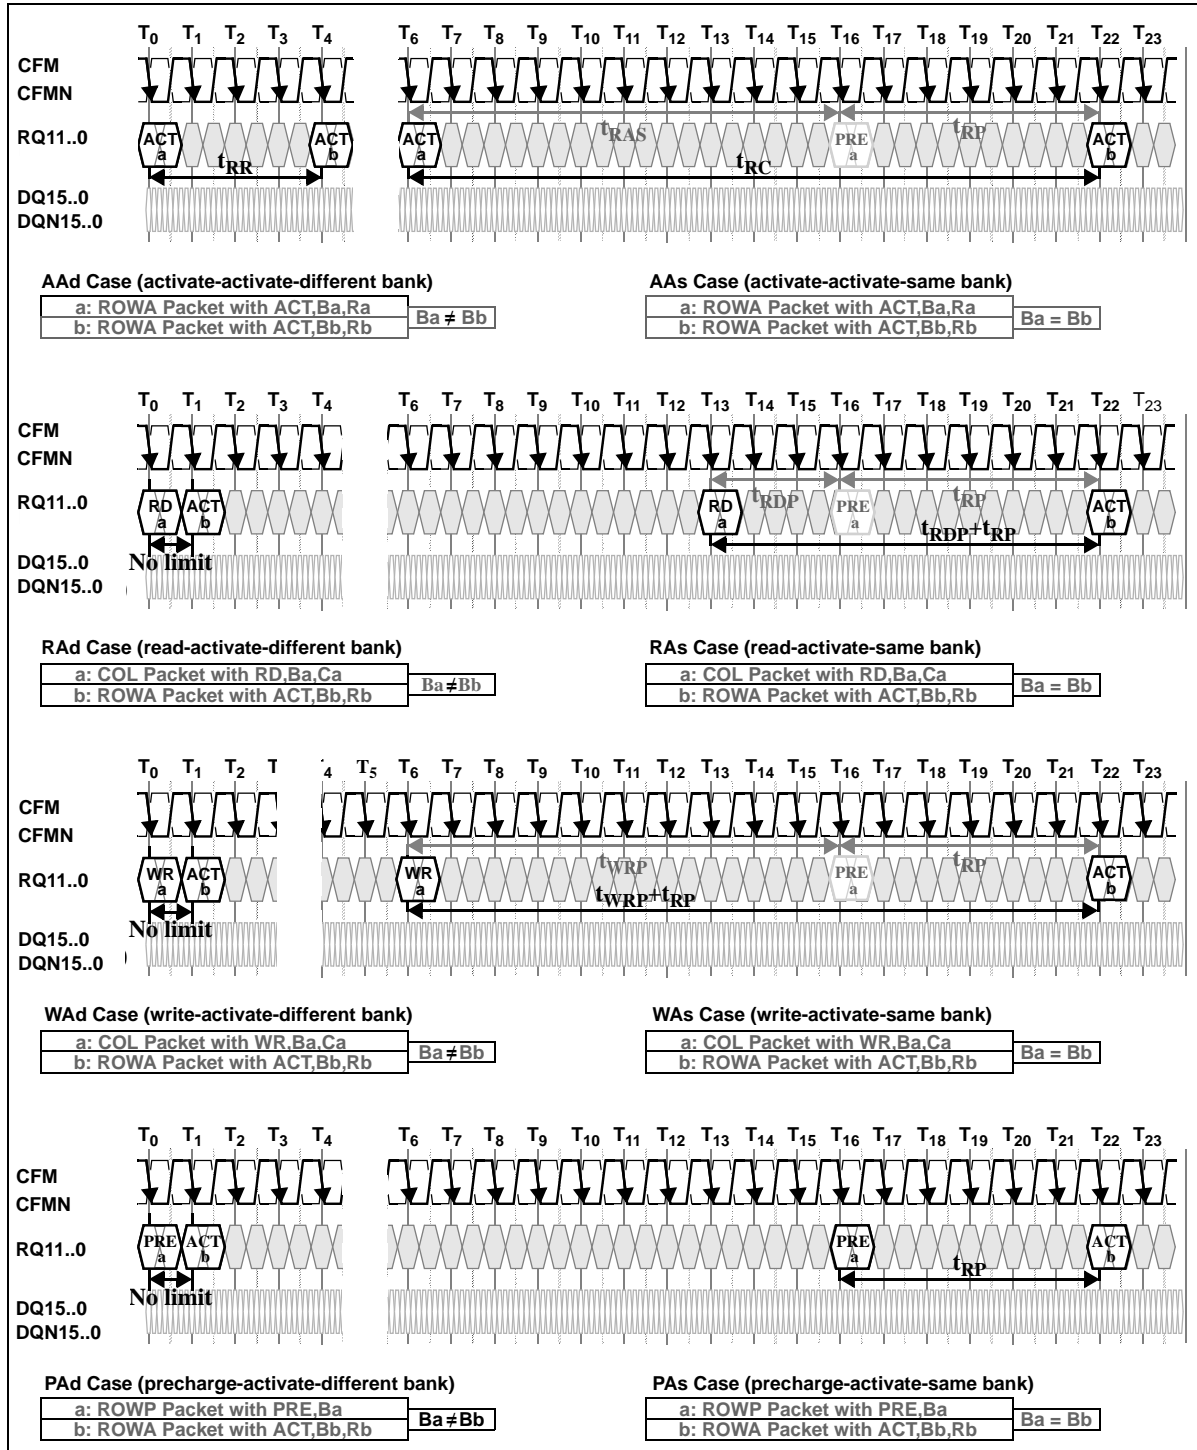 T0 T1 T2 T3 T4 T6 T7 T8 T9 T10 T11 T12 T13 T14 T15 T16 T17 T18 T19 T20 T21 T22 T23
CFM
CFMN
tRAS tRP
RQ11..0 ACT a ACT b ACT a PRE a ACT b
tRR tRC
DQ15..0
DQN15..0
AAd Case (activate-activate-different bank) AAs Case (activate-activate-same bank)
a: ROWA Packet with ACT,Ba,Ra a: ROWA Packet with ACT,Ba,Ra
Ba ≠ Bb Ba = Bb
b: ROWA Packet with ACT,Bb,Rb b: ROWA Packet with ACT,Bb,Rb
T0 T1 T2 T3 T4 T6 T7 T8 T9 T10 T11 T12 T13 T14 T15 T16 T17 T18 T19 T20 T21 T22 T23
CFM
CFMN
tRDP tRP
RQ11..0 RD a ACT b RD a PRE a ACT b
tRDP+tRP
DQ15..0 No limit
DQN15..0
RAd Case (read-activate-different bank) RAs Case (read-activate-same bank)
a: COL Packet with RD,Ba,Ca a: COL Packet with RD,Ba,Ca
Ba≠Bb Ba = Bb
b: ROWA Packet with ACT,Bb,Rb b: ROWA Packet with ACT,Bb,Rb
T0 T1 T2 T 4 T5 T6 T7 T8 T9 T10 T11 T12 T13 T14 T15 T16 T17 T18 T19 T20 T21 T22 T23
CFM
CFMN
tWRP tRP
RQ11..0 WR a ACT b WR a PRE a ACT b
tWRP+tRP
No limit
DQ15..0
DQN15..0
WAd Case (write-activate-different bank) WAs Case (write-activate-same bank)
a: COL Packet with WR,Ba,Ca a: COL Packet with WR,Ba,Ca
Ba≠Bb Ba = Bb
b: ROWA Packet with ACT,Bb,Rb b: ROWA Packet with ACT,Bb,Rb
T0 T1 T2 T3 T4 T6 T7 T8 T9 T10 T11 T12 T13 T14 T15 T16 T17 T18 T19 T20 T21 T22 T23
CFM
CFMN
RQ11..0 PRE a ACT b PRE a ACT b
tRP
No limit
DQ15..0
DQN15..0
PAd Case (precharge-activate-different bank) PAs Case (precharge-activate-same bank)
a: ROWP Packet with PRE,Ba a: ROWP Packet with PRE,Ba
Ba≠Bb Ba = Bb
b: ROWA Packet with ACT,Bb,Rb b: ROWA Packet with ACT,Bb,Rb